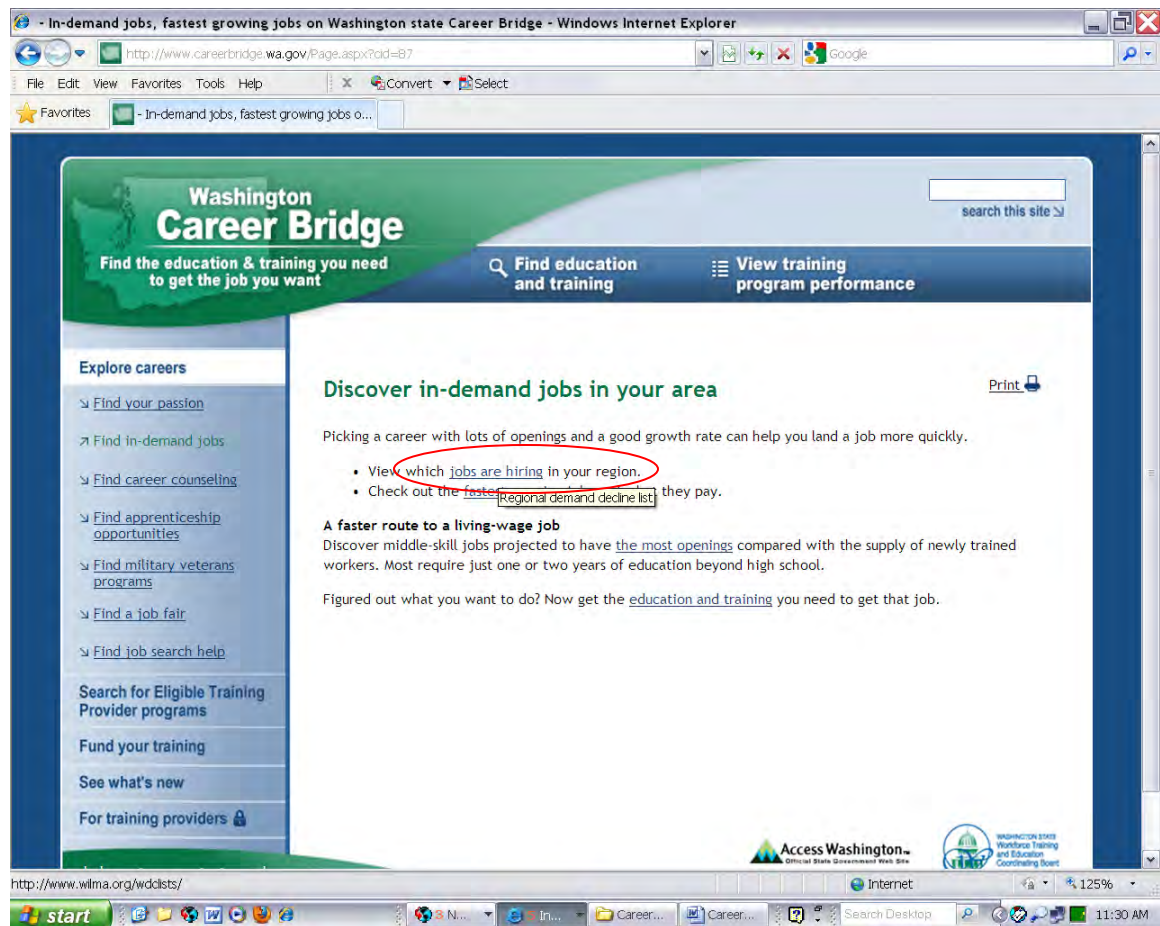 - In-demand jobs, fastest growing jobs on Washington state Career Bridge - Windows Internet Explorer
http://www.careerbridge.wa.gov/Page.aspx?cid=87
Google
File Edit View Favorites Tools Help
X Convert Select
Favorites
- In-demand jobs, fastest growing jobs o...
Washington
Career Bridge
Find the education & training you need
to get the job you want
search this site
Find education
and training
View training
program performance
Explore careers
Find your passion
Find in-demand jobs
Find career counseling
Find apprenticeship
opportunities
Find military veterans
programs
Find a job fair
Find job search help
Search for Eligible Training
Provider programs
Fund your training
See what's new
For training providers
Discover in-demand jobs in your area
Print
Picking a career with lots of openings and a good growth rate can help you land a job more quickly.
• View which jobs are hiring in your region.
• Check out the they pay.
Regional demand decline list
A faster route to a living-wage job
Discover middle-skill jobs projected to have the most openings compared with the supply of newly trained
workers. Most require just one or two years of education beyond high school.
Figured out what you want to do? Now get the education and training you need to get that job.
Access Washington
Official State Government Web Site
WASHINGTON STATE
Workforce Training
and Education
Coordinating Board
http://www.wilma.org/wdclists/
Internet
125%
start
3 N...
In...
Career...
Career...
Search Desktop
11:30 AM